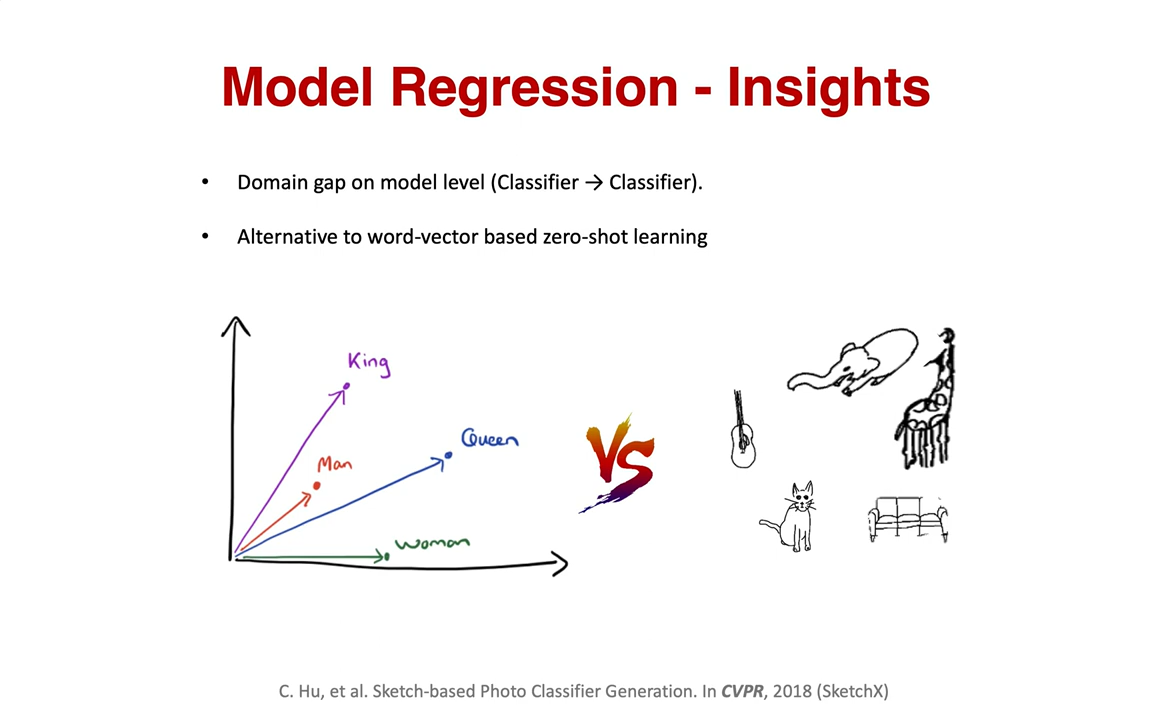 Model Regression - Insights
• Domain gap on model level (Classifier → Classifier).
• Alternative to word-vector based zero-shot learning
King
Queen
Man
VS
Woman
C. Hu, et al. Sketch-based Photo Classifier Generation. In CVPR, 2018 (SketchX)